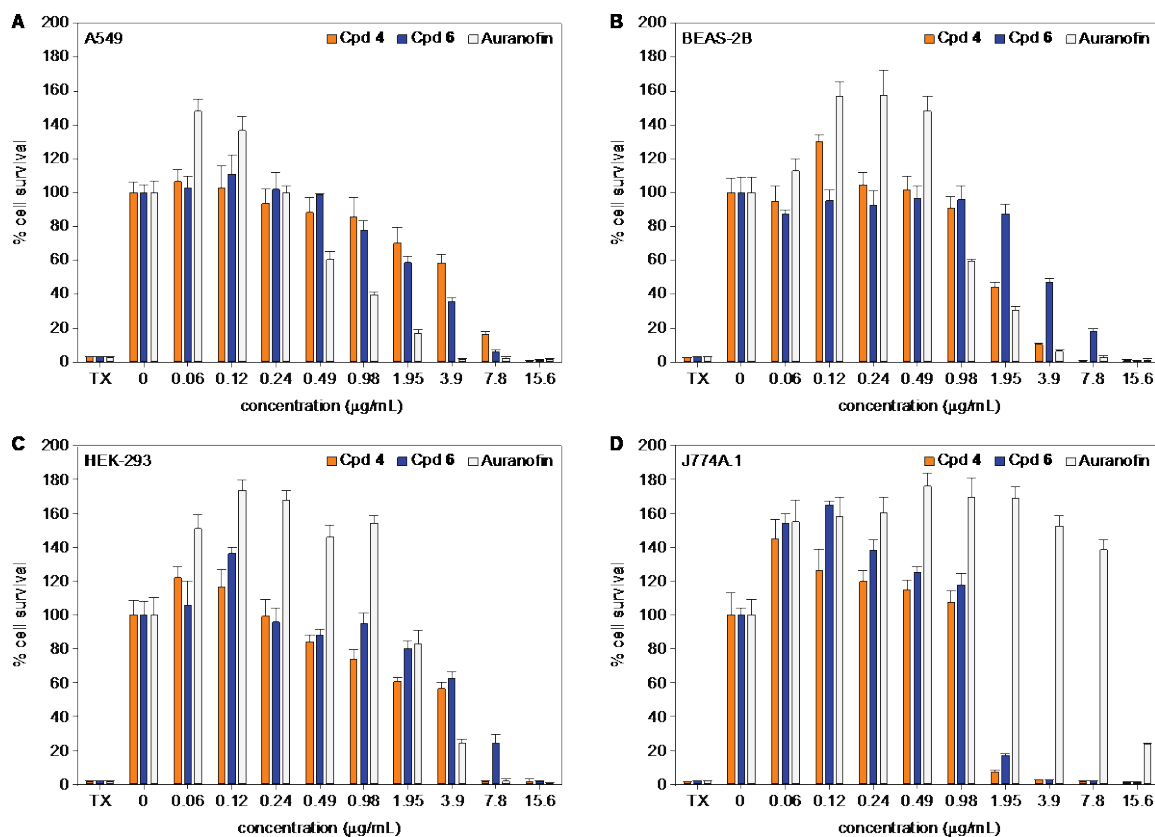 A
A549
Cpd 4 Cpd 6 Auranofin
200
180
160
140
120
100
80
60
40
20
0
% cell survival
TX 0 0.06 0.12 0.24 0.49 0.98 1.95 3.9 7.8 15.6
concentration (µg/mL)
B
BEAS-2B
Cpd 4 Cpd 6 Auranofin
200
180
160
140
120
100
80
60
40
20
0
% cell survival
TX 0 0.06 0.12 0.24 0.49 0.98 1.95 3.9 7.8 15.6
concentration (µg/mL)
C
HEK-293
Cpd 4 Cpd 6 Auranofin
200
180
160
140
120
100
80
60
40
20
0
% cell survival
TX 0 0.06 0.12 0.24 0.49 0.98 1.95 3.9 7.8 15.6
concentration (µg/mL)
D
J774A.1
Cpd 4 Cpd 6 Auranofin
200
180
160
140
120
100
80
60
40
20
0
% cell survival
TX 0 0.06 0.12 0.24 0.49 0.98 1.95 3.9 7.8 15.6
concentration (µg/mL)